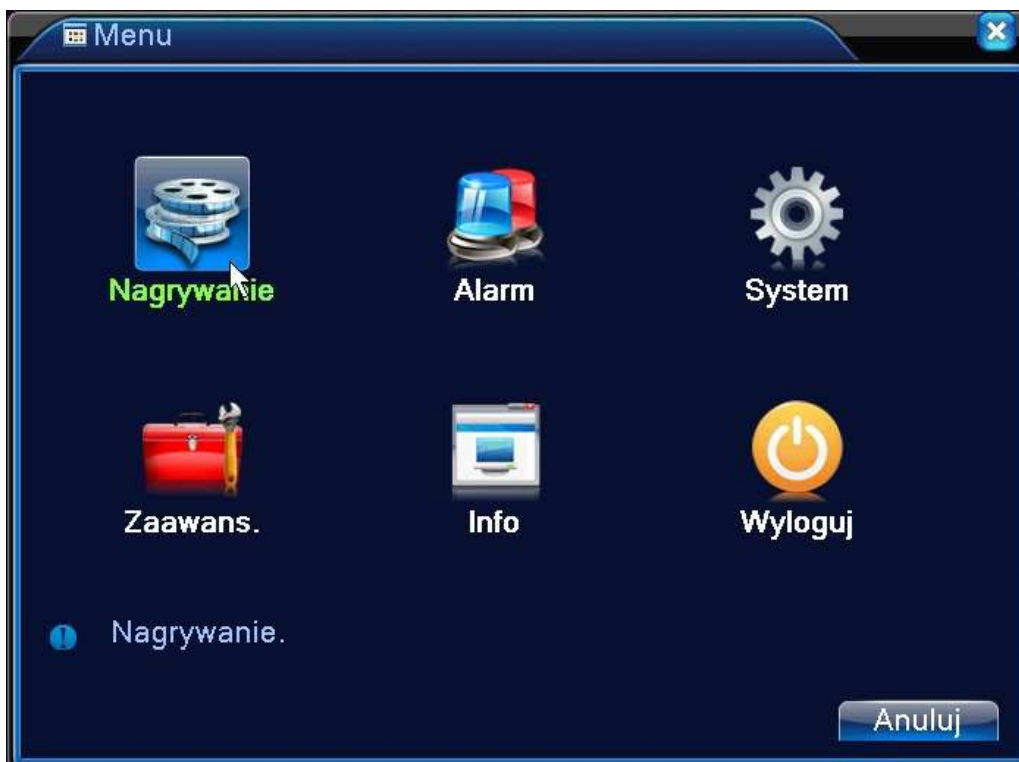 Menu
Nagrywanie
Alarm
System
Zaawans.
Info
Wyloguj
Nagrywanie.
Anuluj